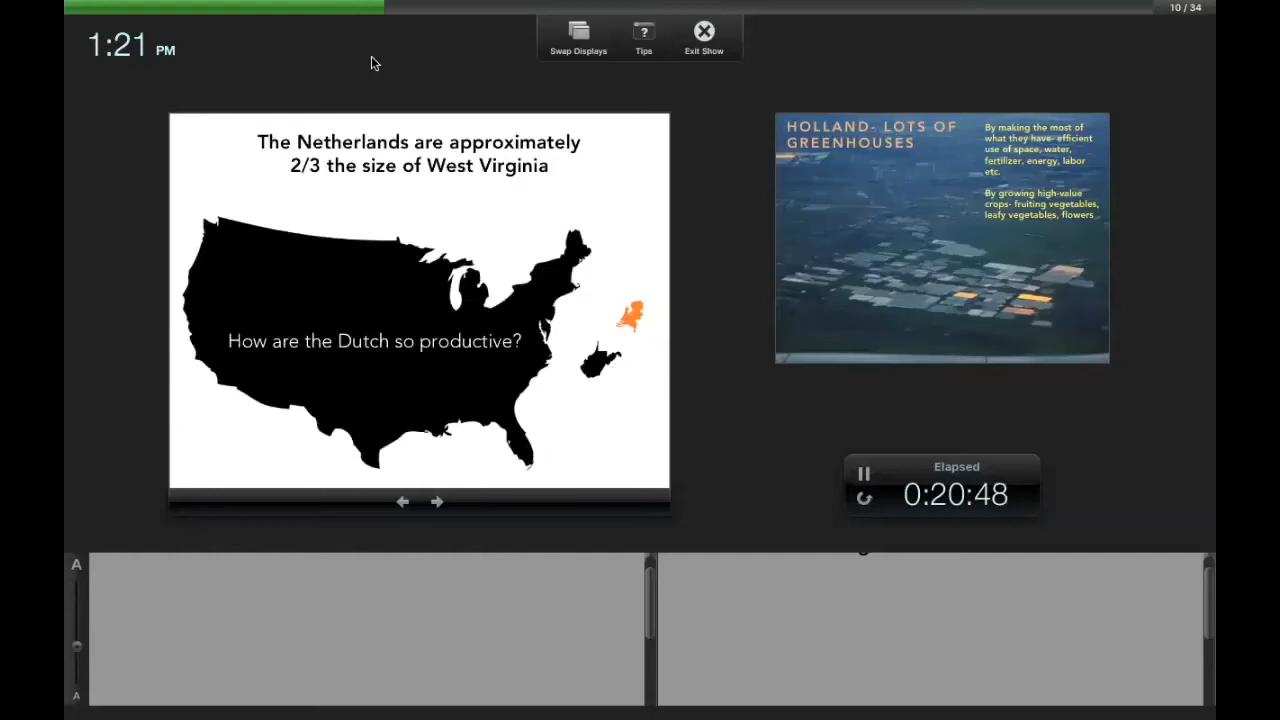 10 / 34
1:21 PM
Swap Displays
Tips
Exit Show
The Netherlands are approximately
2/3 the size of West Virginia
How are the Dutch so productive?
HOLLAND- LOTS OF
GREENHOUSES
By making the most of
what they have- efficient
use of space, water,
fertilizer, energy, labor
etc.
By growing high-value
crops- fruiting vegetables,
leafy vegetables, flowers
Elapsed
0:20:48
A
A